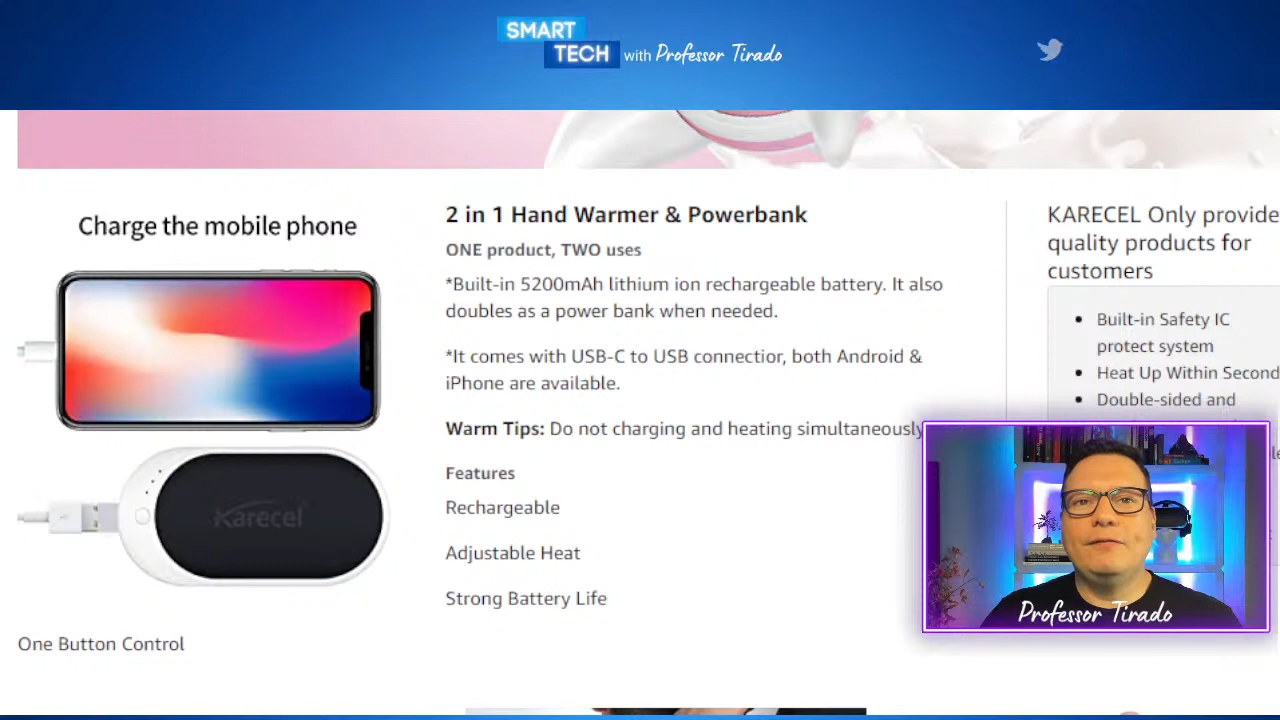 SMART
TECH with Professor Tirado
Charge the mobile phone
Karecel
One Button Control
2 in 1 Hand Warmer & Powerbank
ONE product, TWO uses
*Built-in 5200mAh lithium ion rechargeable battery. It also
doubles as a power bank when needed.
*It comes with USB-C to USB connectior, both Android &
iPhone are available.
Warm Tips: Do not charging and heating simultaneously
Features
Rechargeable
Adjustable Heat
Strong Battery Life
KARECEL Only provide
quality products for
customers
• Built-in Safety IC
protect system
• Heat Up Within Second
• Double-sided and
Professor Tirado